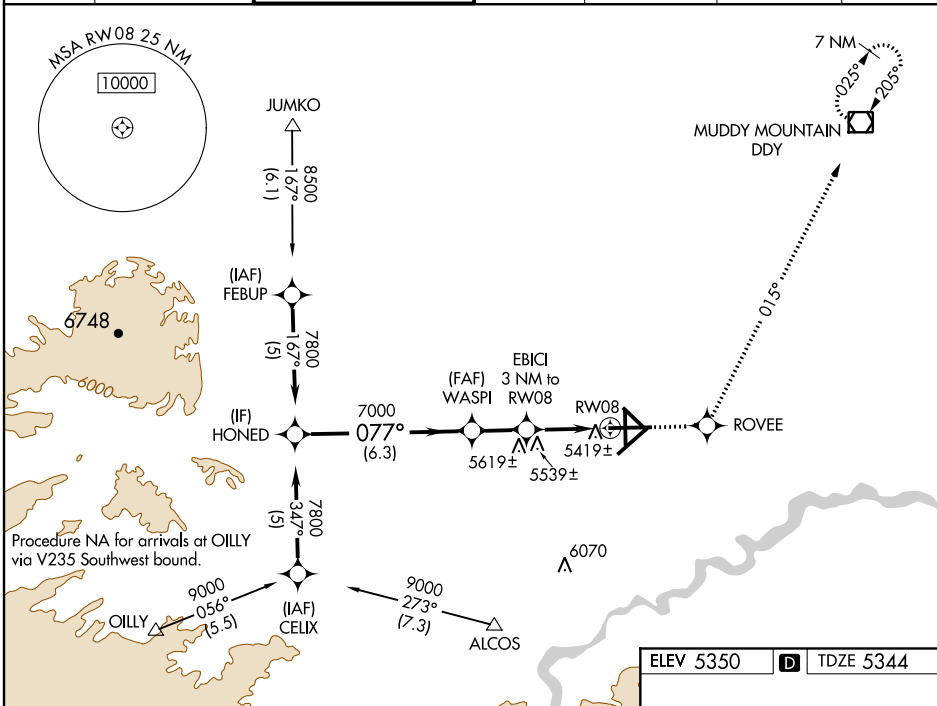 MSA RW08 25 NM
10000
7 NM
025°
205°
MUDDY MOUNTAIN
DDY
JUMKO
8500
167°
(6.1)
(IAF)
FEBUP
7800
167°
(5)
6748
6000
015°
(IF)
HONED
7000
077°
(6.3)
(FAF)
WASPI
EBICI
3 NM to
RW08
RW08
5619±
5539±
5419±
ROVEE
7800
347°
(5)
Procedure NA for arrivals at OILLY
via V235 Southwest bound.
6070
9000
056°
(5.5)
OILLY
(IAF)
CELIX
9000
273°
(7.3)
ALCOS
ELEV 5350
D
TDZE 5344